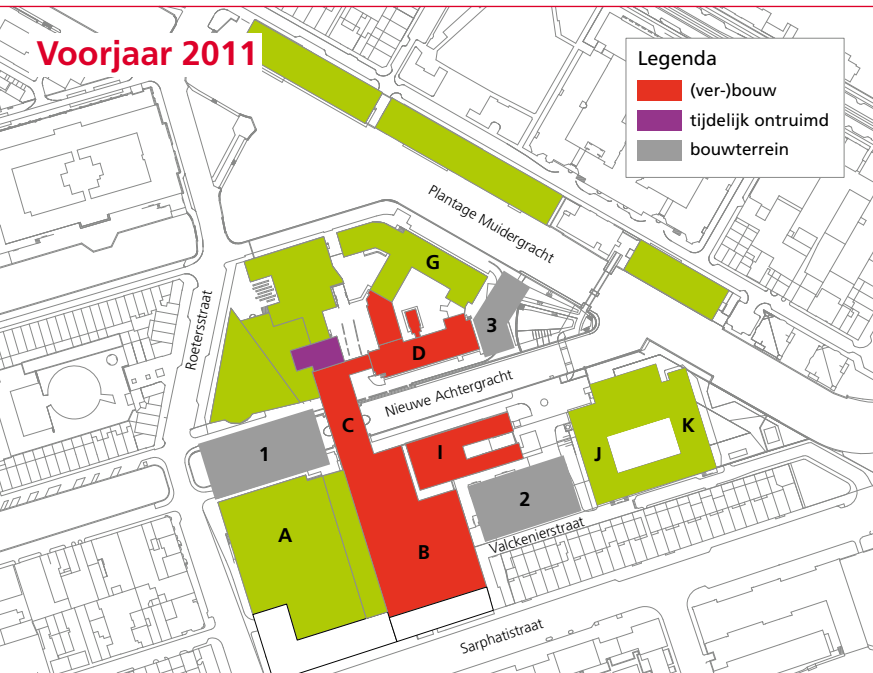 Voorjaar 2011
Legenda
(ver-)bouw
tijdelijk ontruimd
bouwterrein
Plantage Muidergracht
G
Roetersstraat
3
D
Nieuwe Achtergracht
C
K
1
I
J
2
A
Valckenierstraat
B
Sarphatistraat